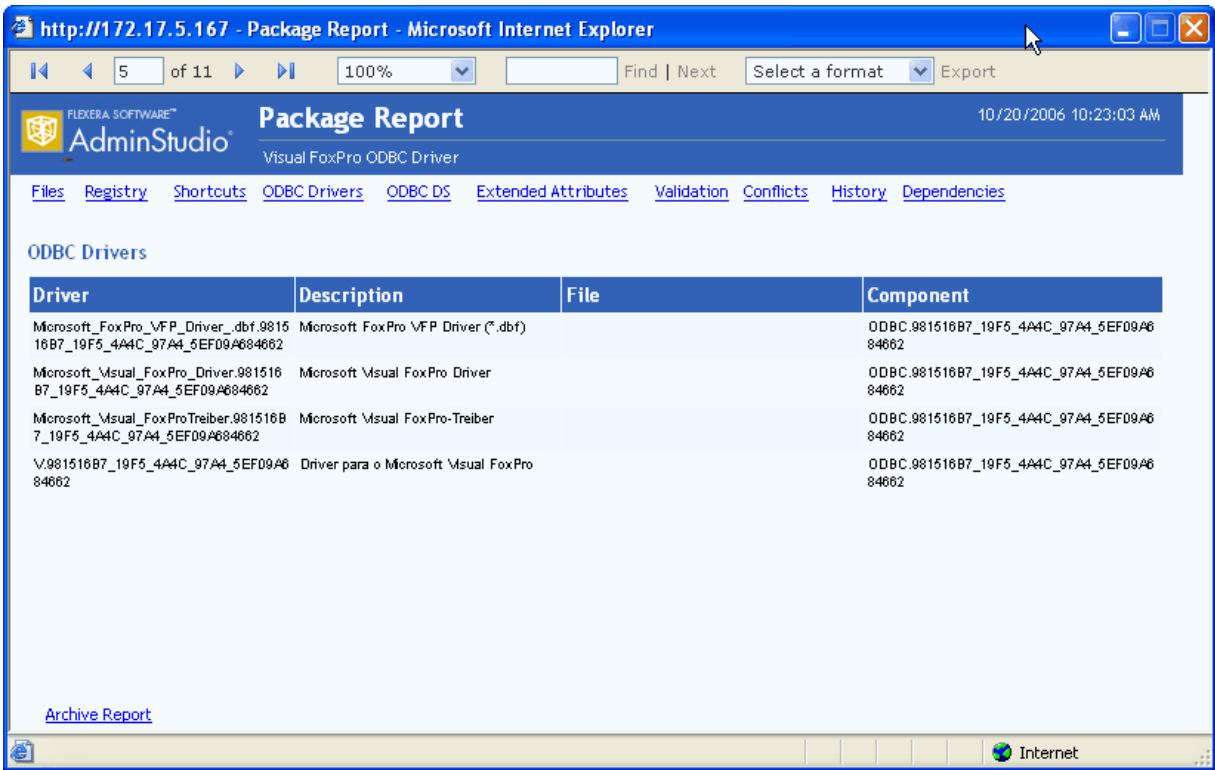 http://172.17.5.167 - Package Report - Microsoft Internet Explorer
5 of 11 100% Find | Next Select a format Export
FLEXERA SOFTWARE™
AdminStudio®
Package Report
10/20/2006 10:23:03 AM
Visual FoxPro ODBC Driver
Files Registry Shortcuts ODBC Drivers ODBC DS Extended Attributes Validation Conflicts History Dependencies
ODBC Drivers
Driver Description File Component
Microsoft_FoxPro_VFP_Driver_.dbf.9815 Microsoft FoxPro VFP Driver (*.dbf) ODBC.981516B7_19F5_4A4C_97A4_5EF09A6
16B7_19F5_4A4C_97A4_5EF09A684662 84662
Microsoft_Visual_FoxPro_Driver.981516 Microsoft Visual FoxPro Driver ODBC.981516B7_19F5_4A4C_97A4_5EF09A6
B7_19F5_4A4C_97A4_5EF09A684662 84662
Microsoft_Visual_FoxProTreiber.981516B Microsoft Visual FoxPro-Treiber ODBC.981516B7_19F5_4A4C_97A4_5EF09A6
7_19F5_4A4C_97A4_5EF09A684662 84662
V.981516B7_19F5_4A4C_97A4_5EF09A6 Driver para o Microsoft Visual FoxPro ODBC.981516B7_19F5_4A4C_97A4_5EF09A6
84662 84662
Archive Report
Internet